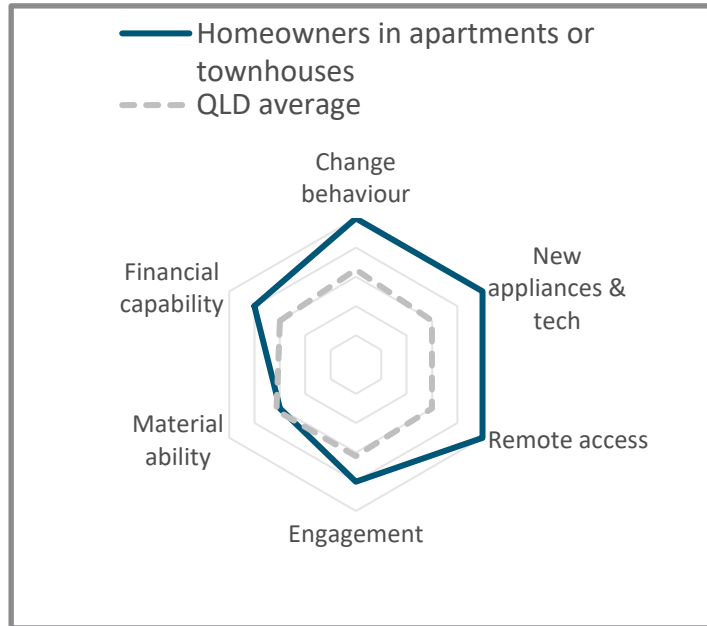 Homeowners in apartments or
townhouses
QLD average
Change
behaviour
New
appliances &
tech
Financial
capability
Remote access
Material
ability
Engagement